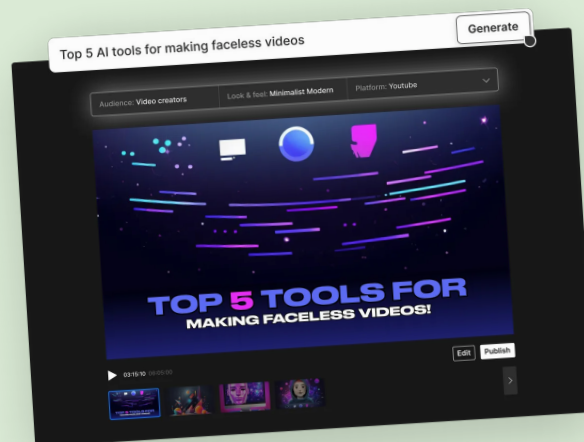 Top 5 AI tools for making faceless videos
Generate
Audience: Video creators
Look & feel: Minimalist Modern
Platform: Youtube
TOP 5 TOOLS FOR
MAKING FACELESS VIDEOS!
Edit
Publish
03:15:10